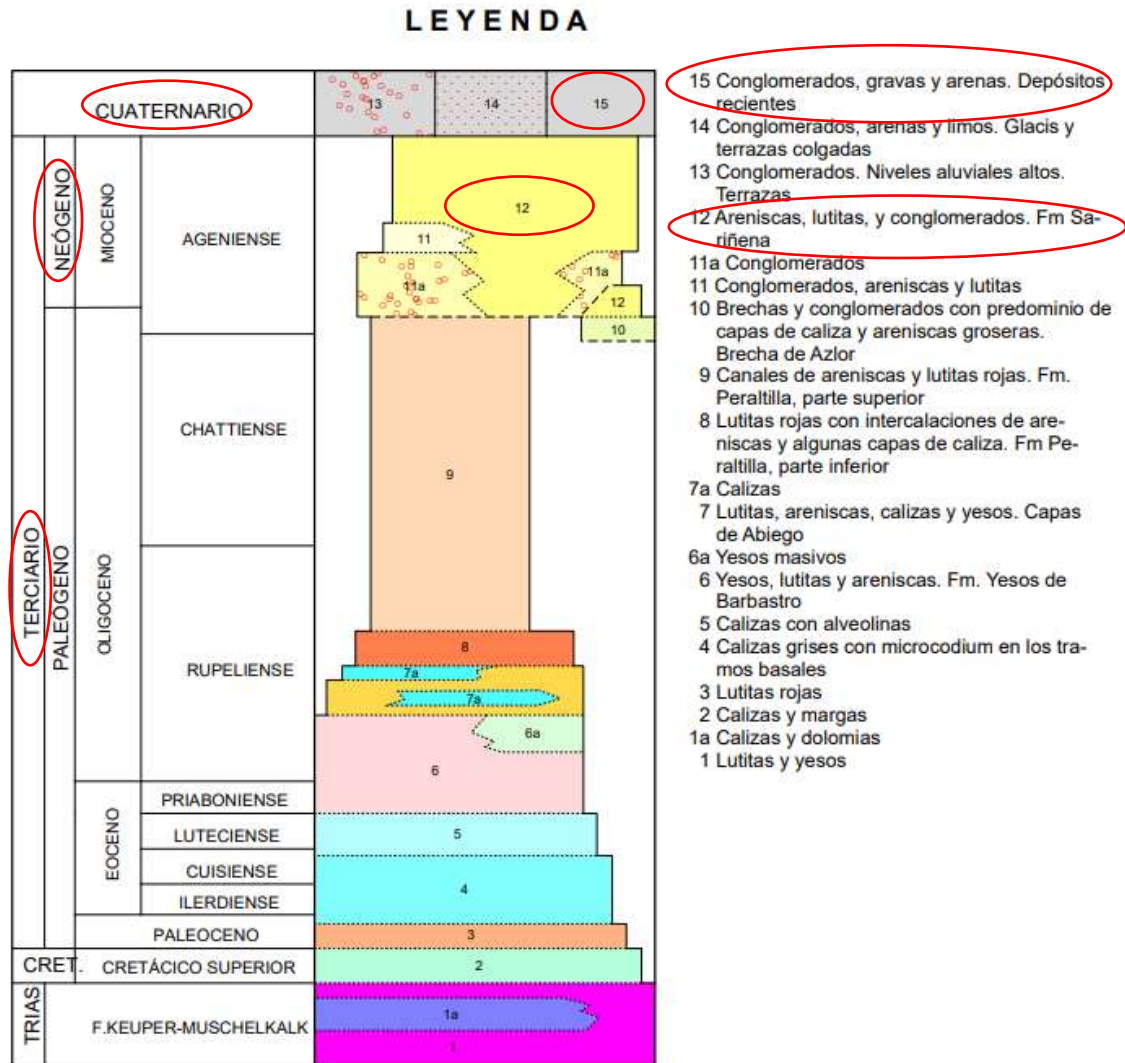 LEYENDA
CUATERNARIO
13
14
15
NEÓGENO
MIOCENO
AGENIENSE
12
11
11a
11a
12
10
TERCIARIO
PALEÓGENO
OLIGOCENO
CHATTIENSE
9
RUPELIENSE
8
7a
7a
6a
6
EOCENO
PRIABONIENSE
LUTECIENSE
5
CUISIENSE
4
ILERDIENSE
PALEOCENO
3
CRET.
CRETÁCICO SUPERIOR
2
TRIAS
F.KEUPER-MUSCHELKALK
1a
1
15 Conglomerados, gravas y arenas. Depósitos
recientes
14 Conglomerados, arenas y limos. Glacis y
terrazas colgadas
13 Conglomerados. Niveles aluviales altos.
Terrazas
12 Areniscas, lutitas, y conglomerados. Fm Sa-
riñena
11a Conglomerados
11 Conglomerados, areniscas y lutitas
10 Brechas y conglomerados con predominio de
capas de caliza y areniscas groseras.
Brecha de Azlor
9 Canales de areniscas y lutitas rojas. Fm.
Peraltilla, parte superior
8 Lutitas rojas con intercalaciones de are-
niscas y algunas capas de caliza. Fm Pe-
raltilla, parte inferior
7a Calizas
7 Lutitas, areniscas, calizas y yesos. Capas
de Abiego
6a Yesos masivos
6 Yesos, lutitas y areniscas. Fm. Yesos de
Barbastro
5 Calizas con alveolinas
4 Calizas grises con microcodium en los tra-
mos basales
3 Lutitas rojas
2 Calizas y margas
1a Calizas y dolomias
1 Lutitas y yesos